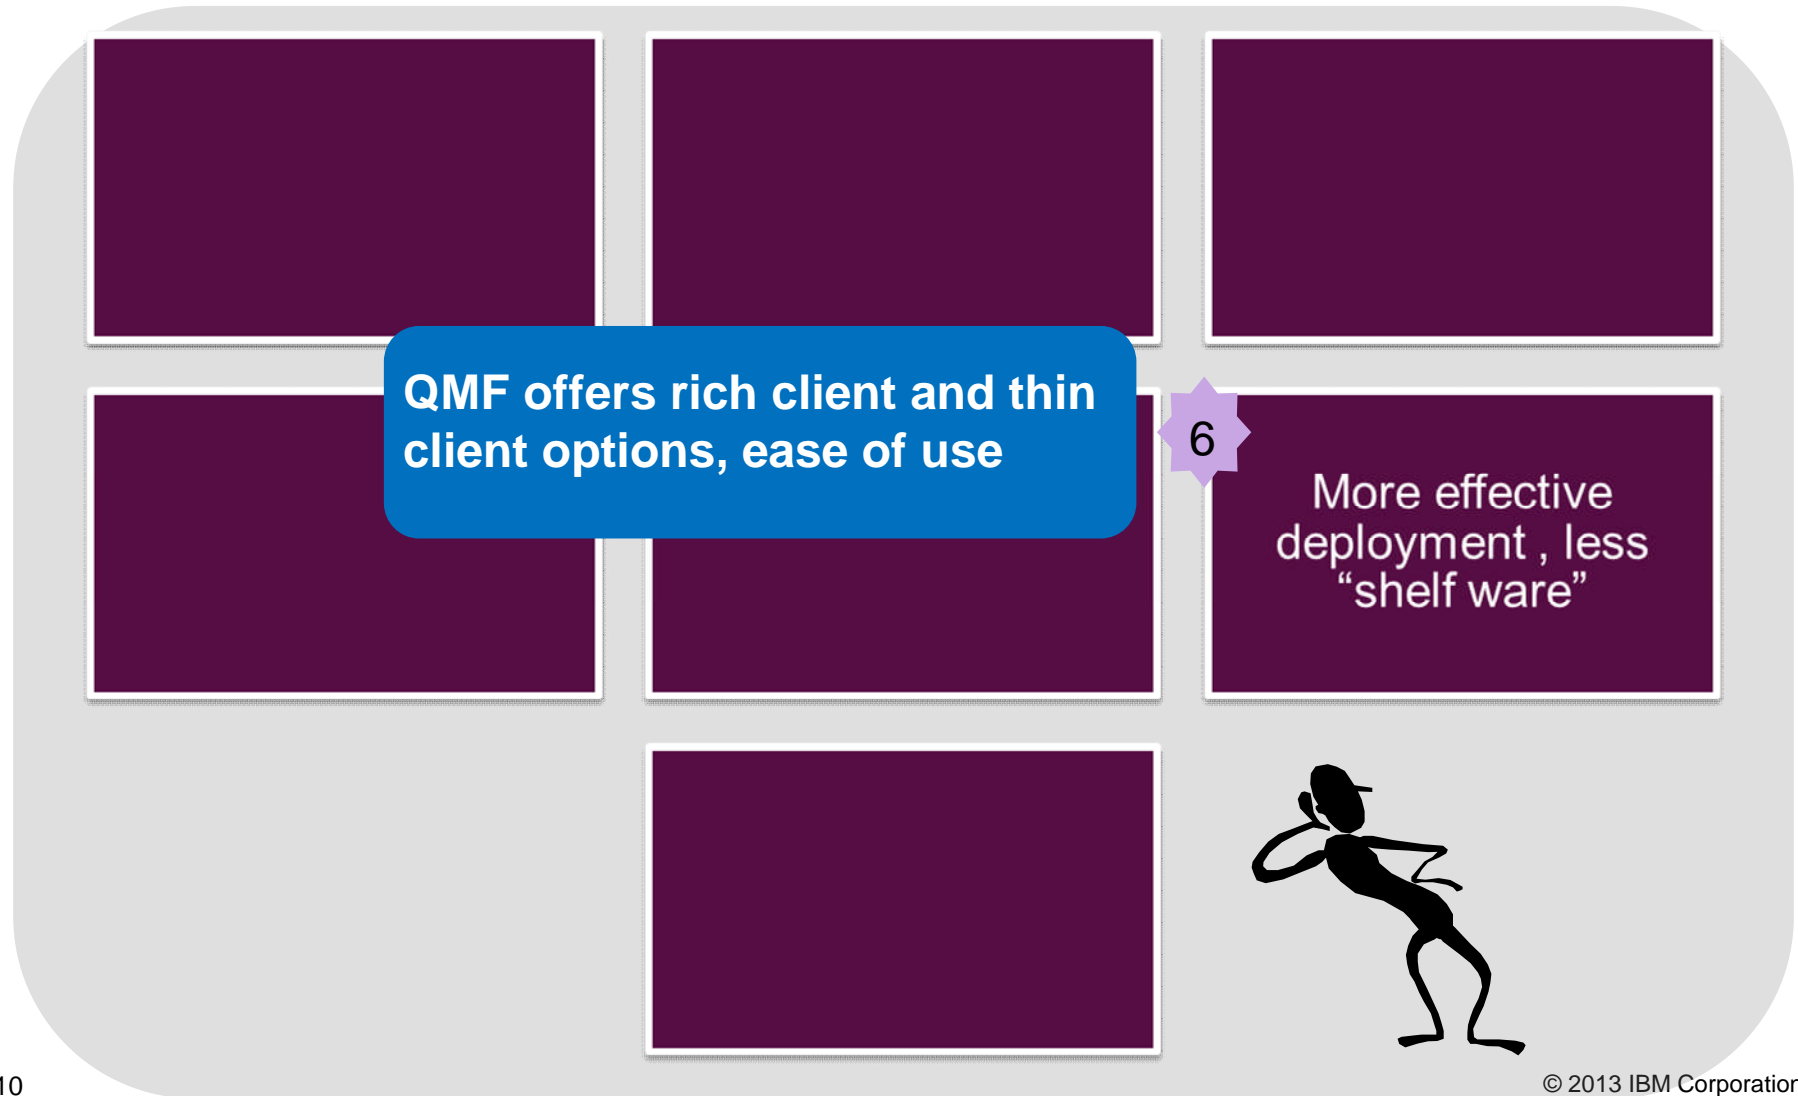 QMF offers rich client and thin
client options, ease of use
6
More effective
deployment , less
“shelf ware”
10
© 2013 IBM Corporation